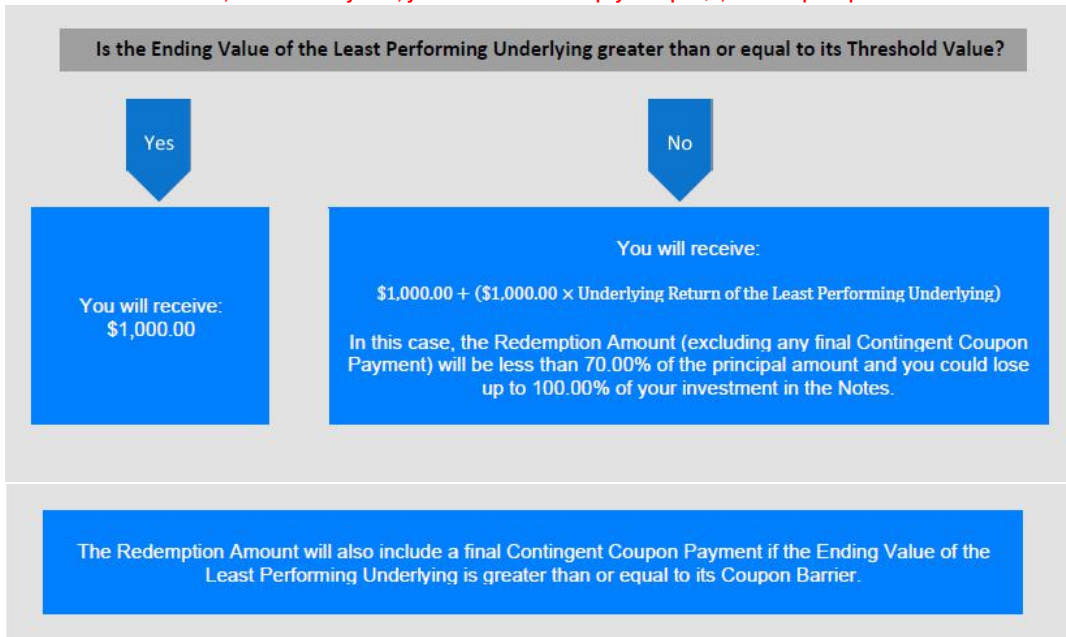 Is the Ending Value of the Least Performing Underlying greater than or equal to its Threshold Value?
Yes
No
You will receive:
$1,000.00
You will receive:
$1,000.00 + ($1,000.00 × Underlying Return of the Least Performing Underlying)
In this case, the Redemption Amount (excluding any final Contingent Coupon
Payment) will be less than 70.00% of the principal amount and you could lose
up to 100.00% of your investment in the Notes.
The Redemption Amount will also include a final Contingent Coupon Payment if the Ending Value of the
Least Performing Underlying is greater than or equal to its Coupon Barrier.